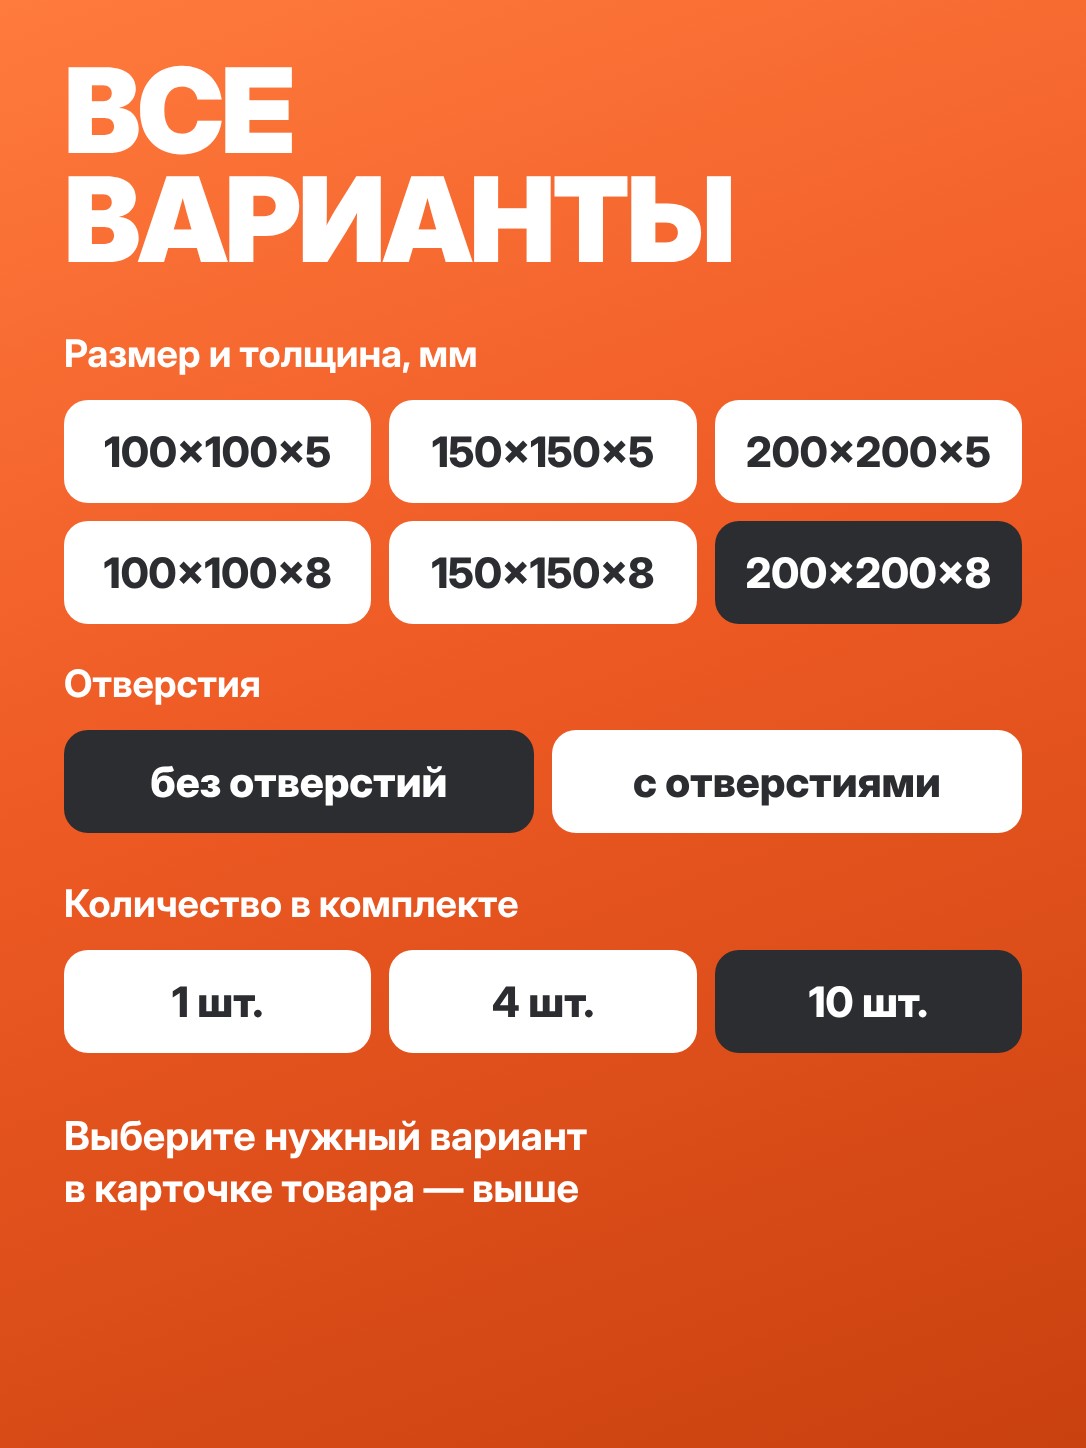 ВСЕ
ВАРИАНТЫ
Размер и толщина, мм
100×100×5 150×150×5 200×200×5
100×100×8 150×150×8 200×200×8
Отверстия
без отверстий с отверстиями
Количество в комплекте
1 шт. 4 шт. 10 шт.
Выберите нужный вариант
в карточке товара — выше